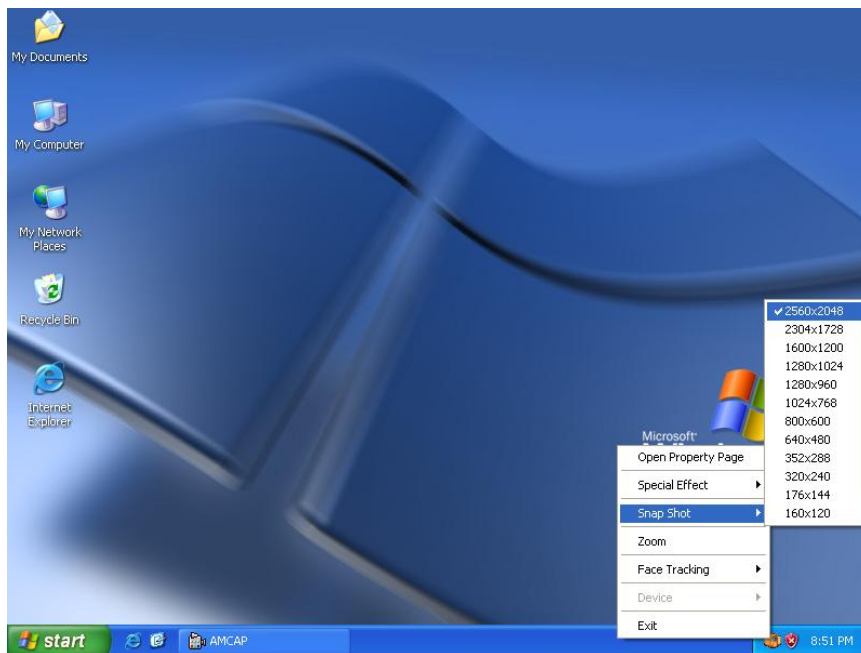 My Documents
My Computer
My Network
Places
Recycle Bin
Internet
Explorer
Microsoft
Open Property Page
Special Effect
Snap Shot
Zoom
Face Tracking
Device
Exit
2560x2048
2304x1728
1600x1200
1280x1024
1280x960
1024x768
800x600
640x480
352x288
320x240
176x144
160x120
start
AMCAP
8:51 PM